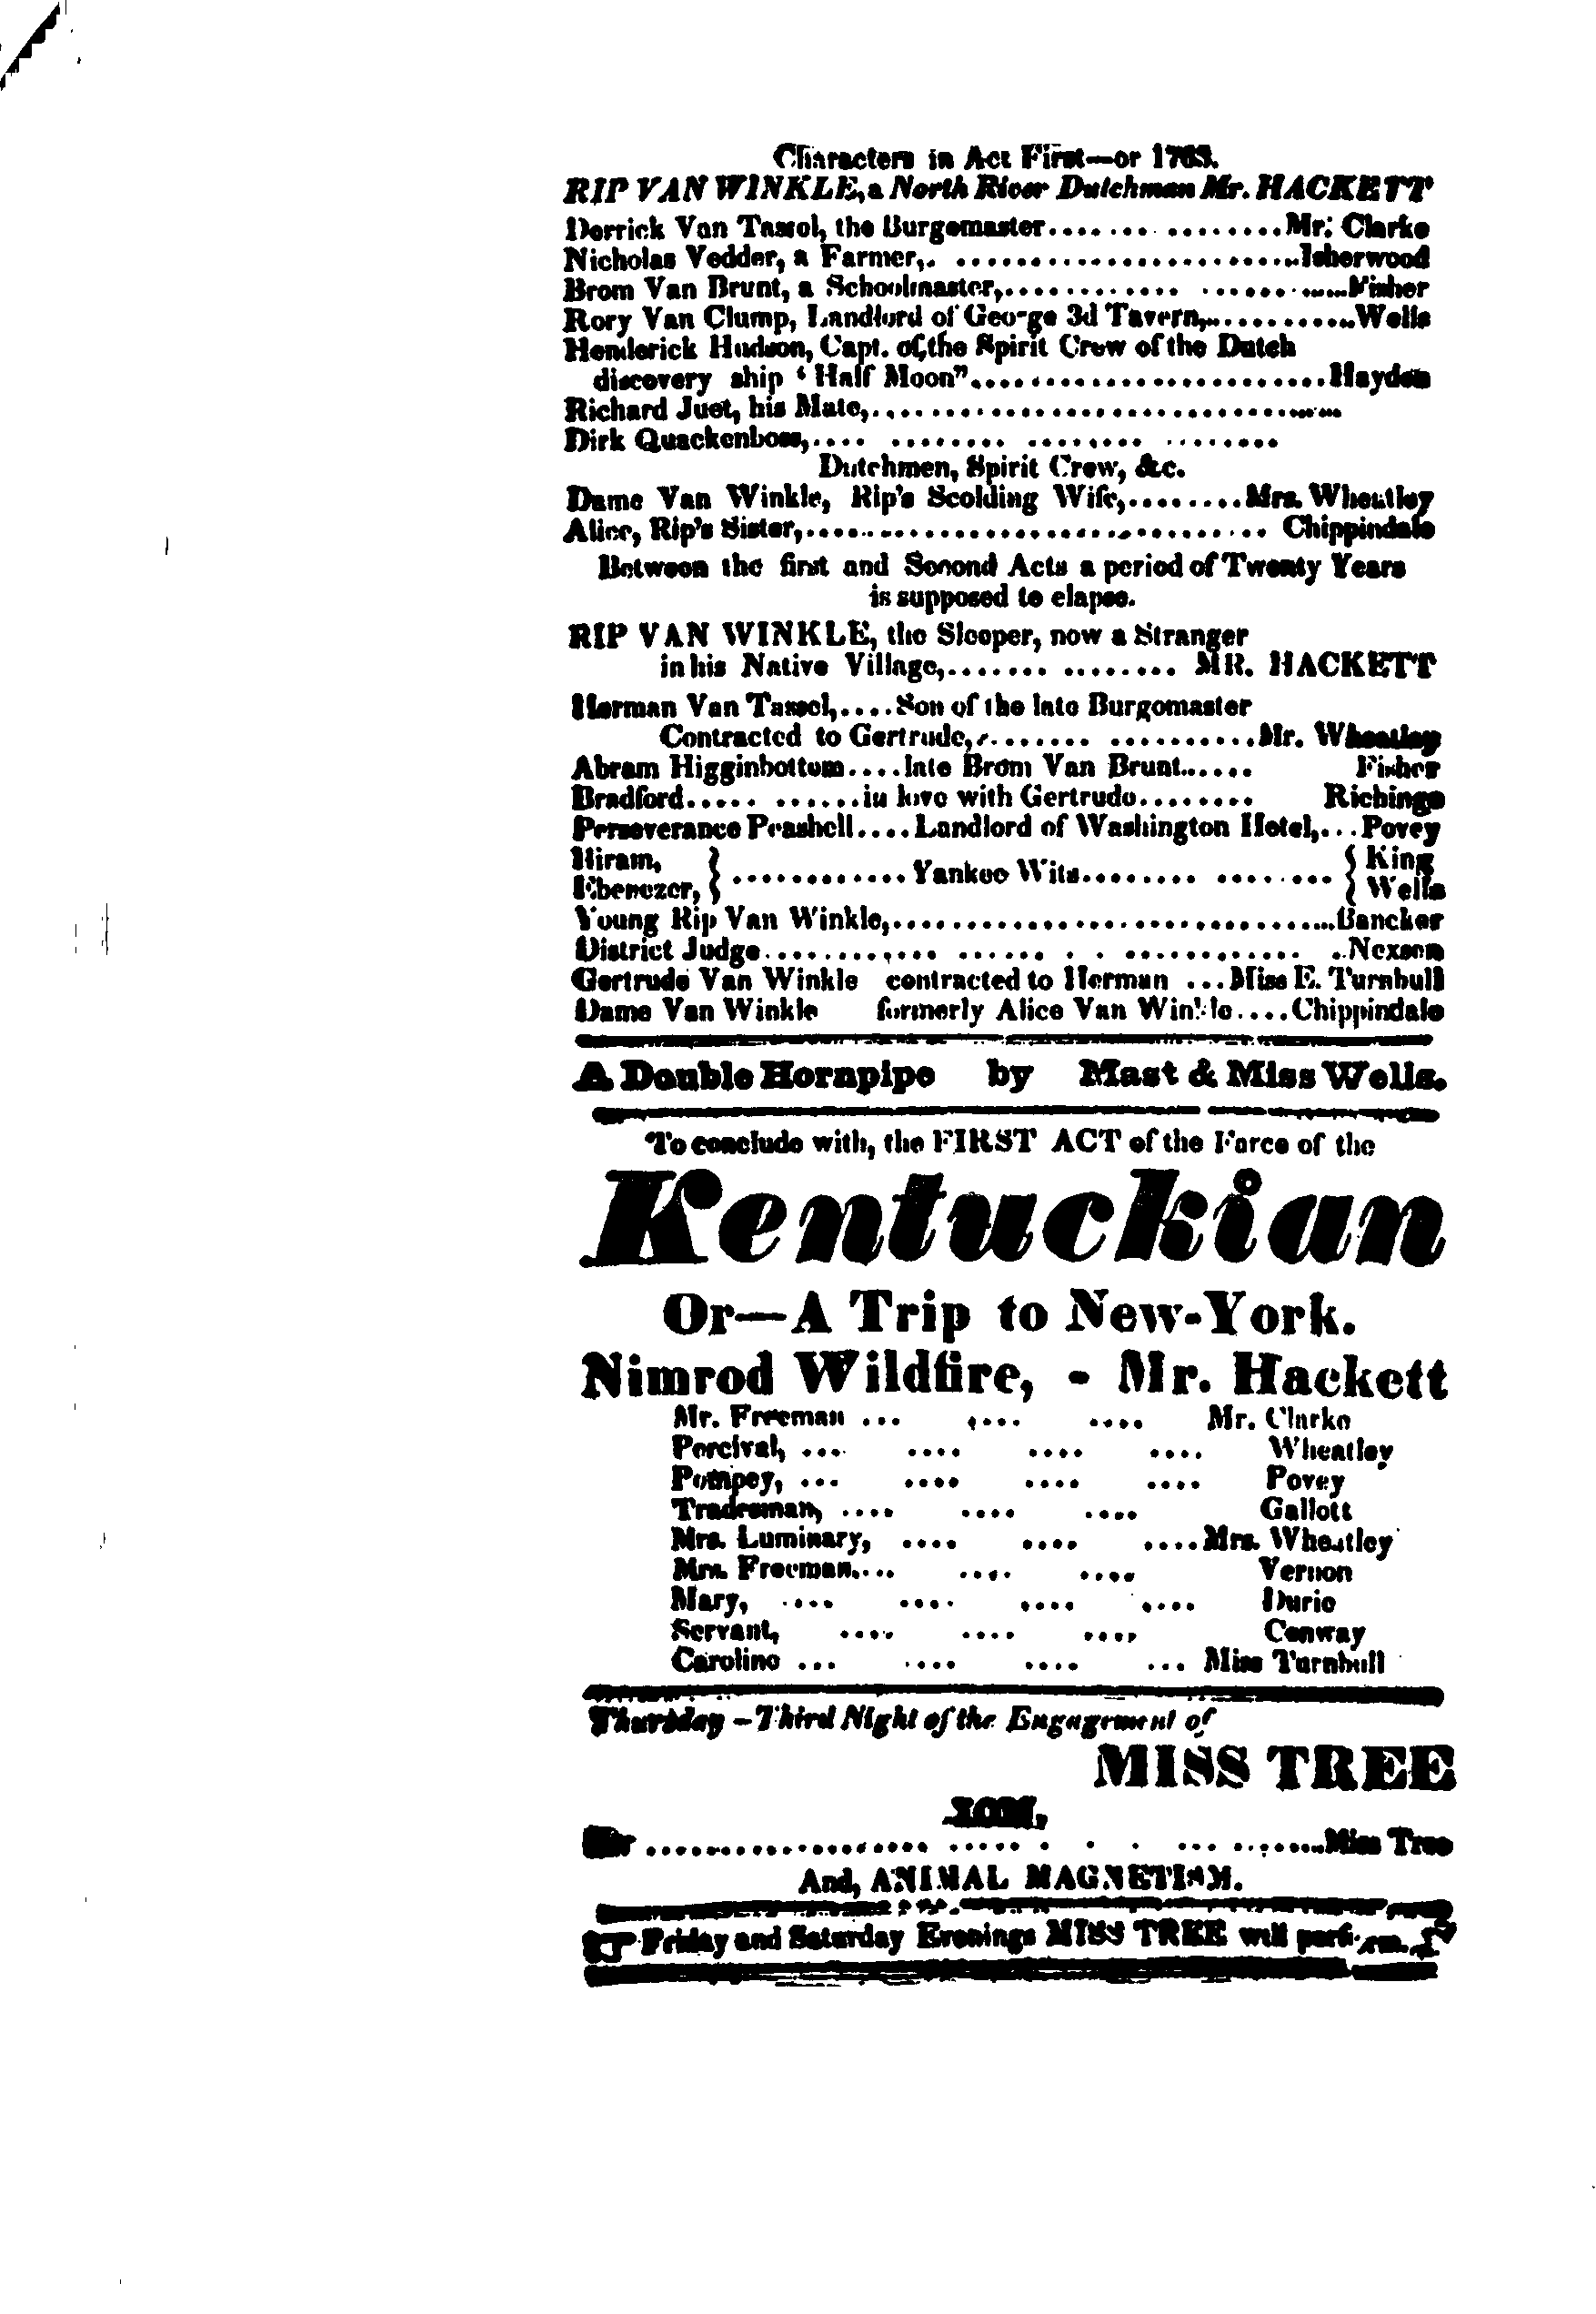 Characters in Act First—or 1763.
RIP VAN WINKLE, a North River Dutchman Mr. HACKETT
Derrick Van Tassel, the Burgomaster................Mr. Clarke
Nicholas Vedder, a Farmer,........................Isherwood
Brom Van Brunt, a Schoolmaster,........................Fisher
Rory Van Clump, Landlord of George 3d Tavern,...........Wells
Henderick Hudson, Capt. of the Spirit Crew of the Dutch
discovery ship "Half Moon"........................Hayden
Richard Juet, his Mate,..............................
Dirk Quackenboss,.... ........ ........ ........
Dutchmen, Spirit Crew, &c.
Dame Van Winkle, Rip's Scolding Wife,........Mrs. Wheatley
Alice, Rip's Sister,.............................. Chippindale
Between the first and Second Acts a period of Twenty Years
is supposed to elapse.
RIP VAN WINKLE, the Sleeper, now a Stranger
in his Native Village,....... ........ MR. HACKETT
Herman Van Tassel,....Son of the late Burgomaster
Contracted to Gertrude,........ ..........Mr. Wheatley
Abram Higginbottom....late Brom Van Brunt...... Fisher
Bradford..... ......in love with Gertrude........ Richings
Perseverance Peashell....Landlord of Washington Hotel,...Povey
Hiram, } ............Yankee Wits........ ........ { King
Ebenezer, } { Wells
Young Rip Van Winkle,..............................Bancker
District Judge............ ...... . . ............ ..Nexsen
Gertrude Van Winkle contracted to Herman ...Miss E. Turnbull
Dame Van Winkle formerly Alice Van Winkle....Chippindale
A Double Hornpipe by Mast & Miss Wells.
To conclude with, the FIRST ACT of the Farce of the
Kentuckian
Or—A Trip to New-York.
Nimrod Wildfire, - Mr. Hackett
Mr. Freeman ... .... .... Mr. Clarke
Percival, ... .... .... .... Wheatley
Pompey, ... .... .... .... Povey
Tradesman, .... .... .... Gallott
Mrs. Luminary, .... .... ....Mrs. Wheatley
Mrs. Freeman.... .... .... Vernon
Mary, .... .... .... .... Durie
Servant, .... .... .... Conway
Caroline ... .... .... ... Miss Turnbull
Thursday—Third Night of the Engagement of
MISS TREE
ION,
Ion ................... ..... . . . ... .........Miss Tree
And, ANIMAL MAGNETISM.
Friday and Saturday Evenings MISS TREE will perform.